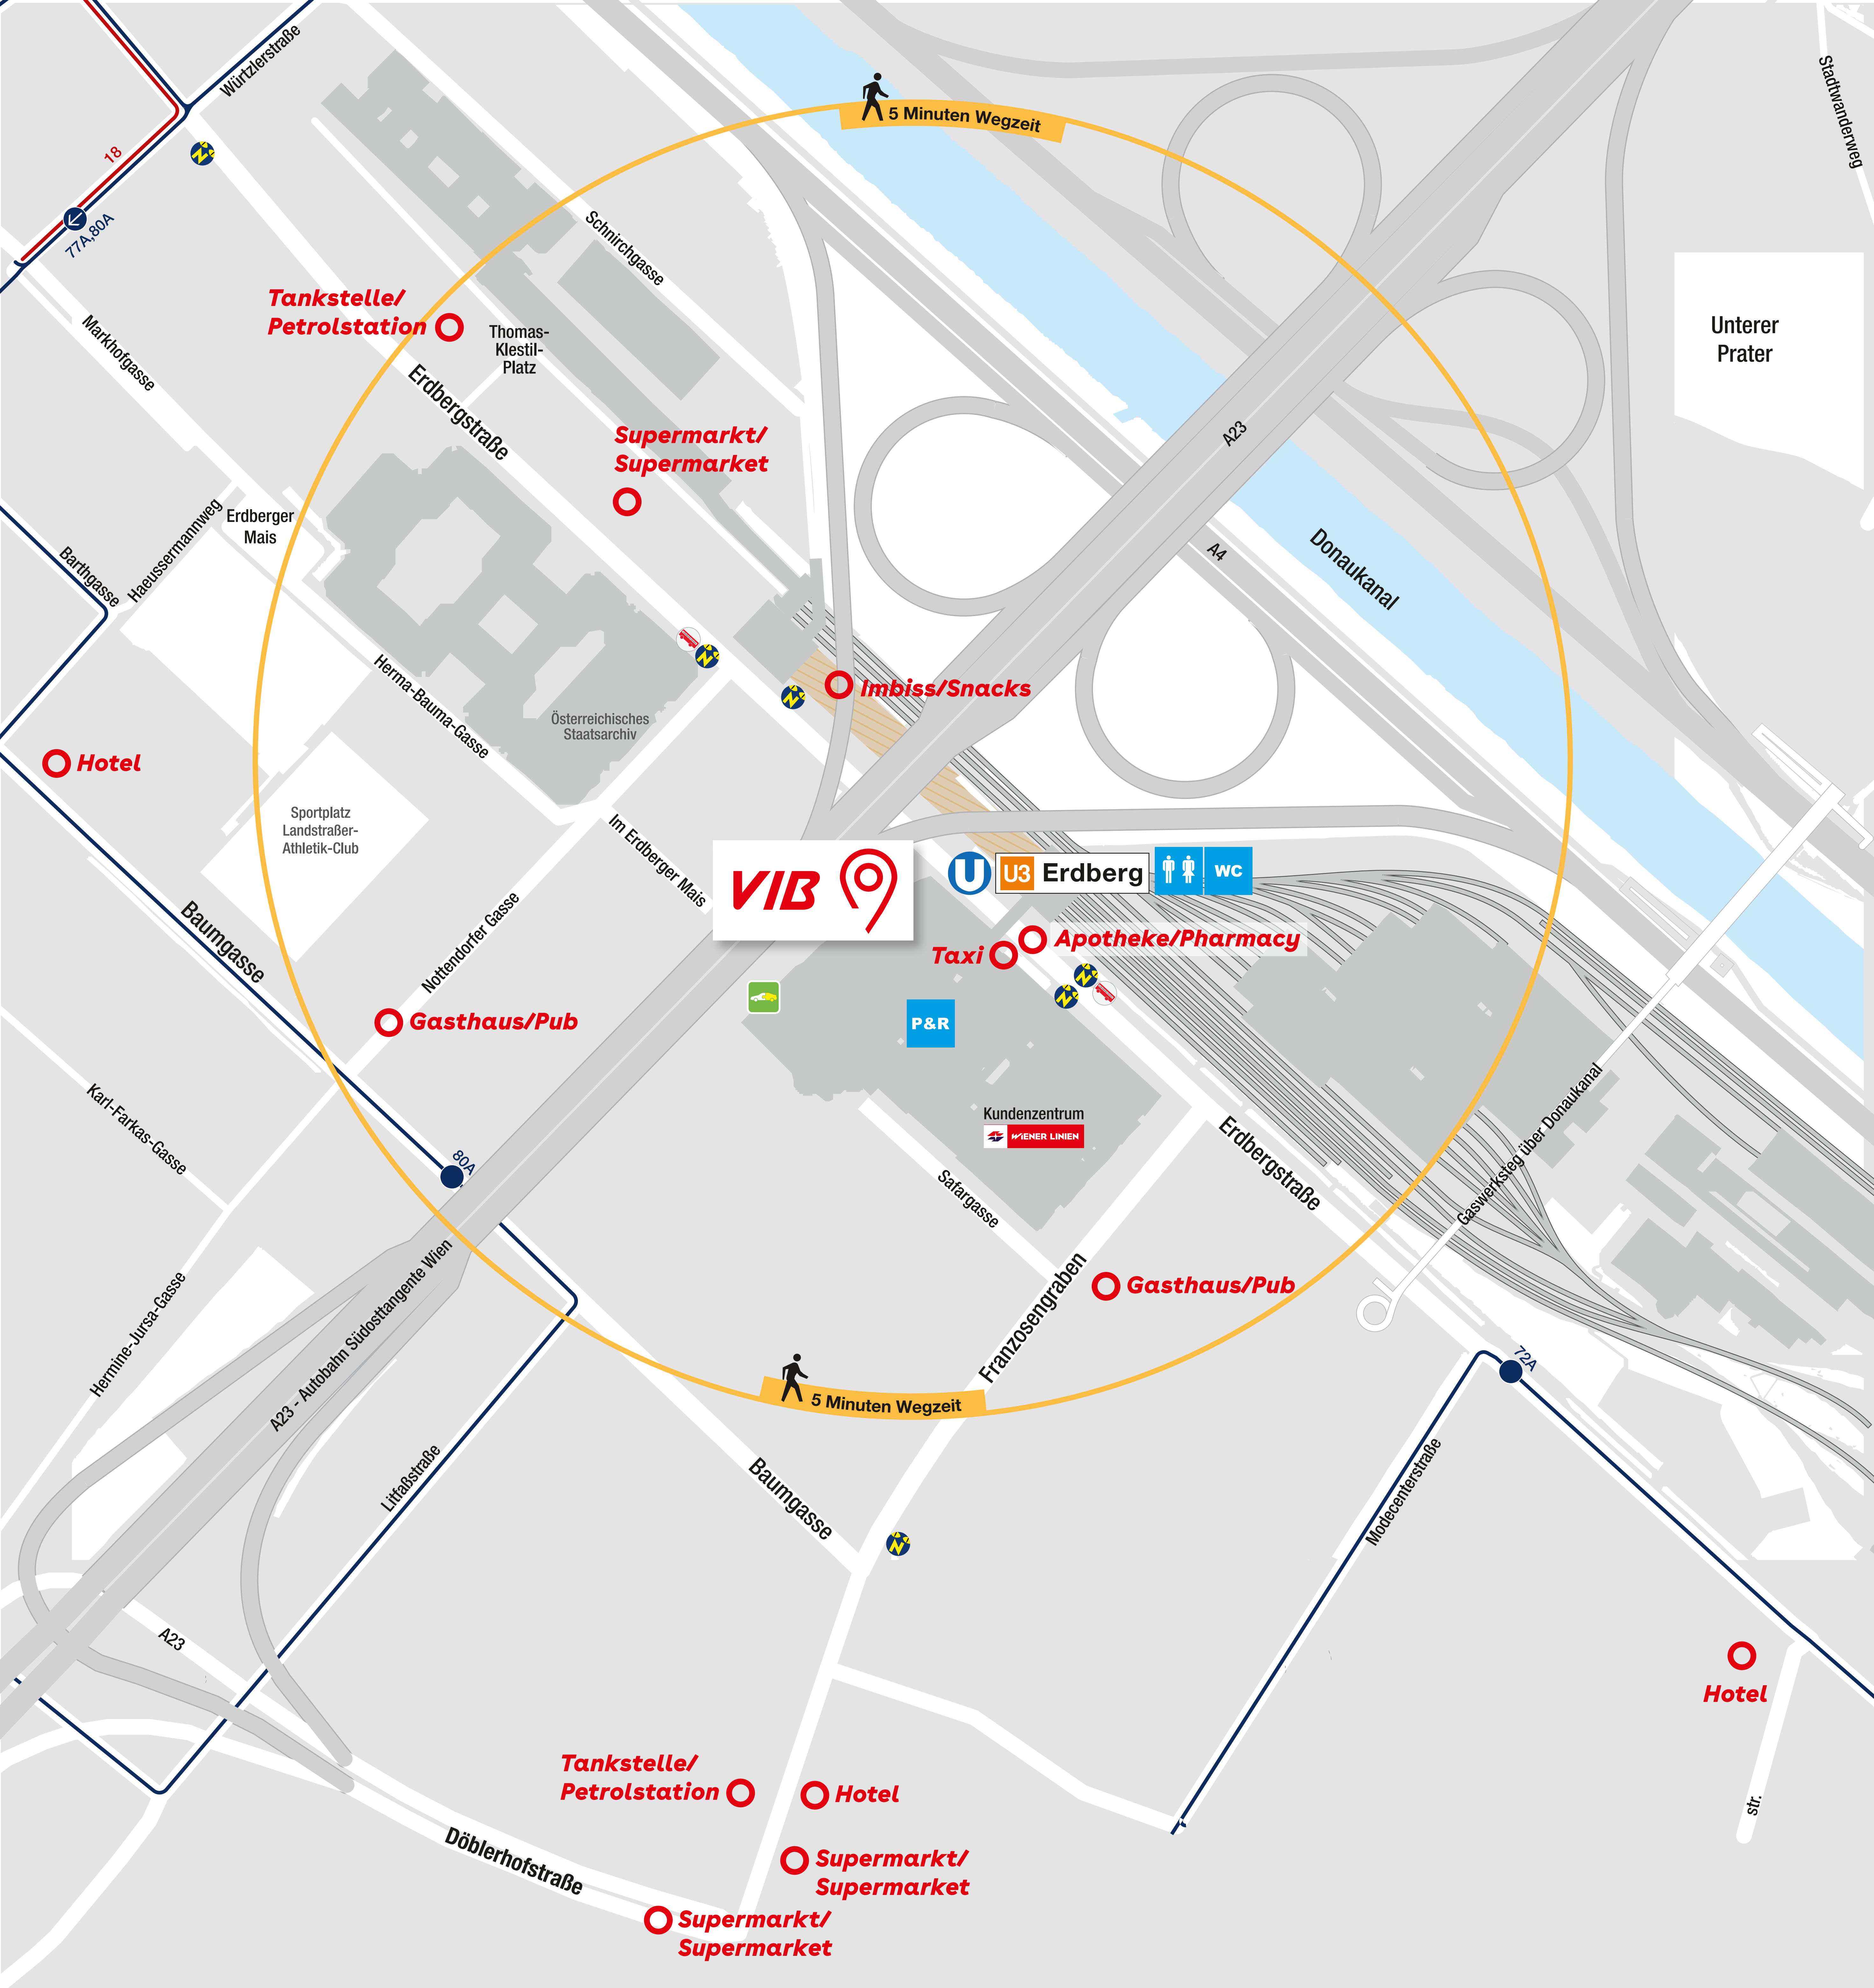 Würtzlerstraße
18
77A,80A
5 Minuten Wegzeit
Stadtwanderweg
Schnirchgasse
Tankstelle/
Petrolstation
Thomas-
Klestil-
Platz
Markhofgasse
Erdbergstraße
Unterer
Prater
Supermarkt/
Supermarket
A23
Erdberger
Mais
Haeussermannweg
Barthgasse
A4
Donaukanal
Herma-Bauma-Gasse
Österreichisches
Staatsarchiv
Imbiss/Snacks
Hotel
Sportplatz
Landstraßer-
Athletik-Club
Im Erdberger Mais
VIB
U
U3
Erdberg
WC
Baumgasse
Nottendorfer Gasse
Taxi
Apotheke/Pharmacy
N
N
N
N
N
N
N
Gasthaus/Pub
P&R
Karl-Farkas-Gasse
Kundenzentrum
WIENER LINIEN
Erdbergstraße
Gaswerksteg über Donaukanal
80A
Safargasse
Franzosengraben
Gasthaus/Pub
Hermine-Jursa-Gasse
A23 - Autobahn Südosttangente Wien
72A
5 Minuten Wegzeit
Litfaßstraße
Baumgasse
Modecenterstraße
A23
Hotel
str.
Tankstelle/
Petrolstation
Hotel
Döblerhofstraße
Supermarkt/
Supermarket
Supermarkt/
Supermarket